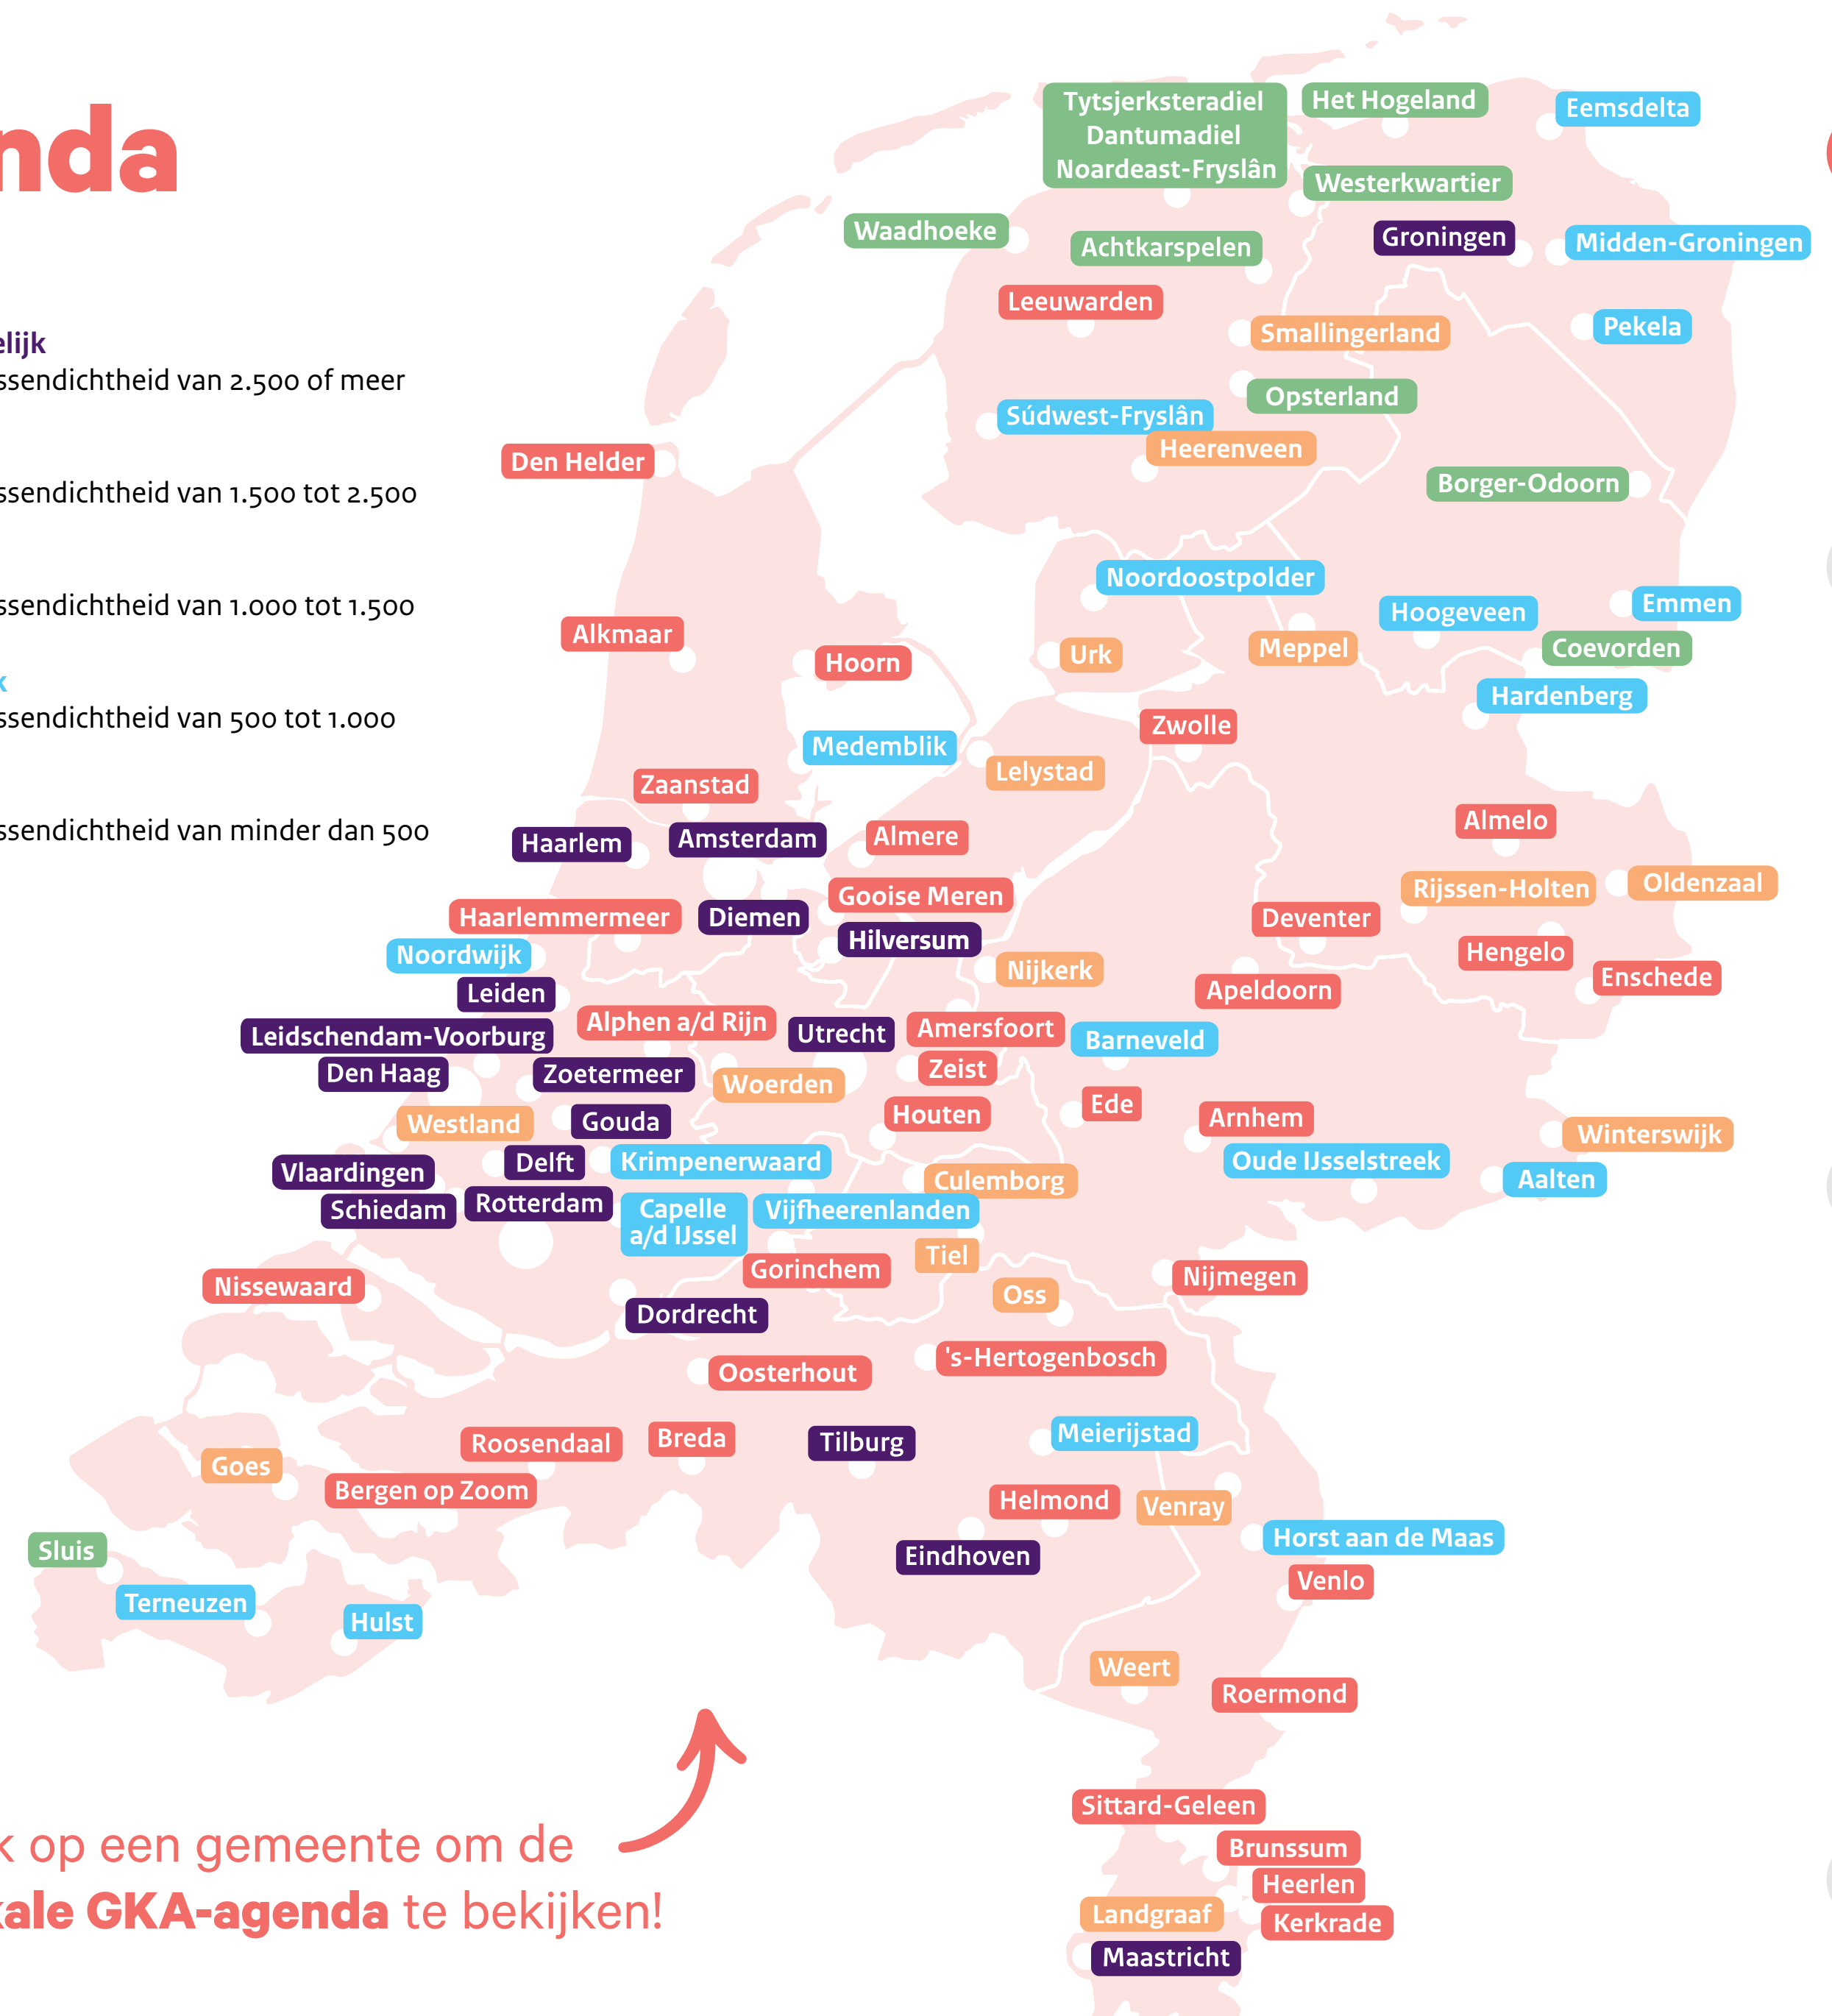 nda
elijk
ssendichtheid van 2.500 of meer
ssendichtheid van 1.500 tot 2.500
ssendichtheid van 1.000 tot 1.500
k
ssendichtheid van 500 tot 1.000
ssendichtheid van minder dan 500
Tytsjerksteradiel
Dantumadiel
Noardeast-Fryslân
Het Hogeland
Eemsdelta
Westerkwartier
Waadhoeke
Achtkarspelen
Groningen
Midden-Groningen
Leeuwarden
Smallingerland
Pekela
Opsterland
Súdwest-Fryslân
Heerenveen
Den Helder
Borger-Odoorn
Noordoostpolder
Hoogeveen
Emmen
Alkmaar
Hoorn
Urk
Meppel
Coevorden
Hardenberg
Zwolle
Medemblik
Lelystad
Zaanstad
Almelo
Haarlem
Amsterdam
Almere
Rijssen-Holten
Oldenzaal
Gooise Meren
Haarlemmermeer
Diemen
Deventer
Hilversum
Noordwijk
Hengelo
Nijkerk
Enschede
Leiden
Apeldoorn
Alphen a/d Rijn
Utrecht
Amersfoort
Leidschendam-Voorburg
Barneveld
Den Haag
Zoetermeer
Woerden
Zeist
Ede
Westland
Gouda
Houten
Arnhem
Winterswijk
Vlaardingen
Delft
Krimpenerwaard
Oude IJsselstreek
Culemborg
Aalten
Schiedam
Rotterdam
Capelle
a/d IJssel
Vijfheerenlanden
Tiel
Gorinchem
Nijmegen
Nissewaard
Oss
Dordrecht
's-Hertogenbosch
Oosterhout
Roosendaal
Breda
Tilburg
Meierijstad
Goes
Bergen op Zoom
Helmond
Venray
Sluis
Eindhoven
Horst aan de Maas
Venlo
Terneuzen
Hulst
Weert
Roermond
Sittard-Geleen
Brunssum
Heerlen
Landgraaf
Kerkrade
Maastricht
k op een gemeente om de
kale GKA-agenda te bekijken!